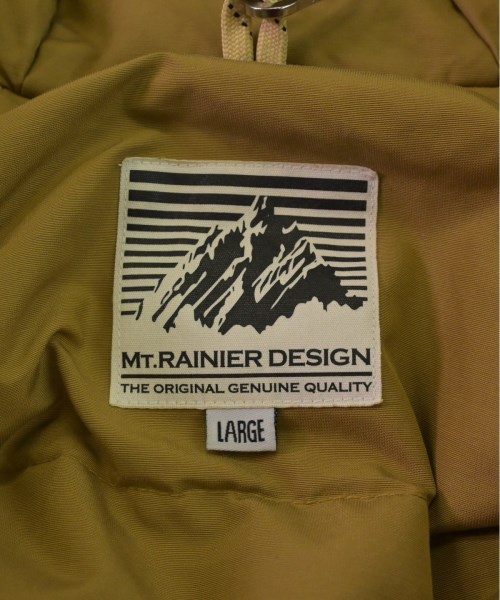 MT.RAINIER DESIGN
THE ORIGINAL GENUINE QUALITY
LARGE